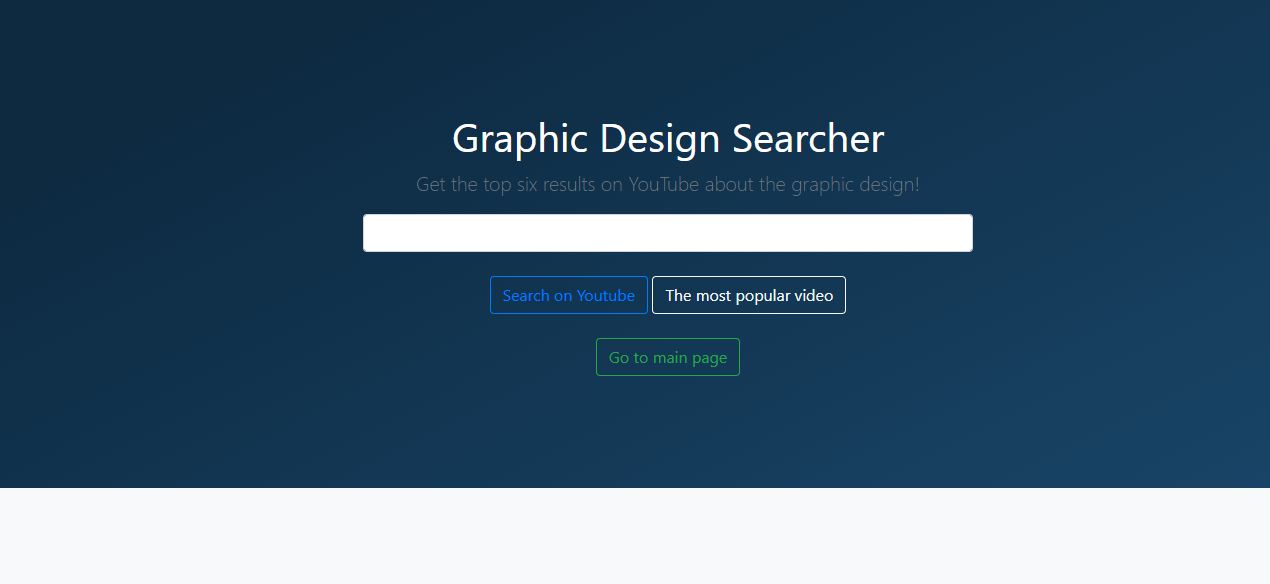 Graphic Design Searcher
Get the top six results on YouTube about the graphic design!
Search on Youtube The most popular video
Go to main page